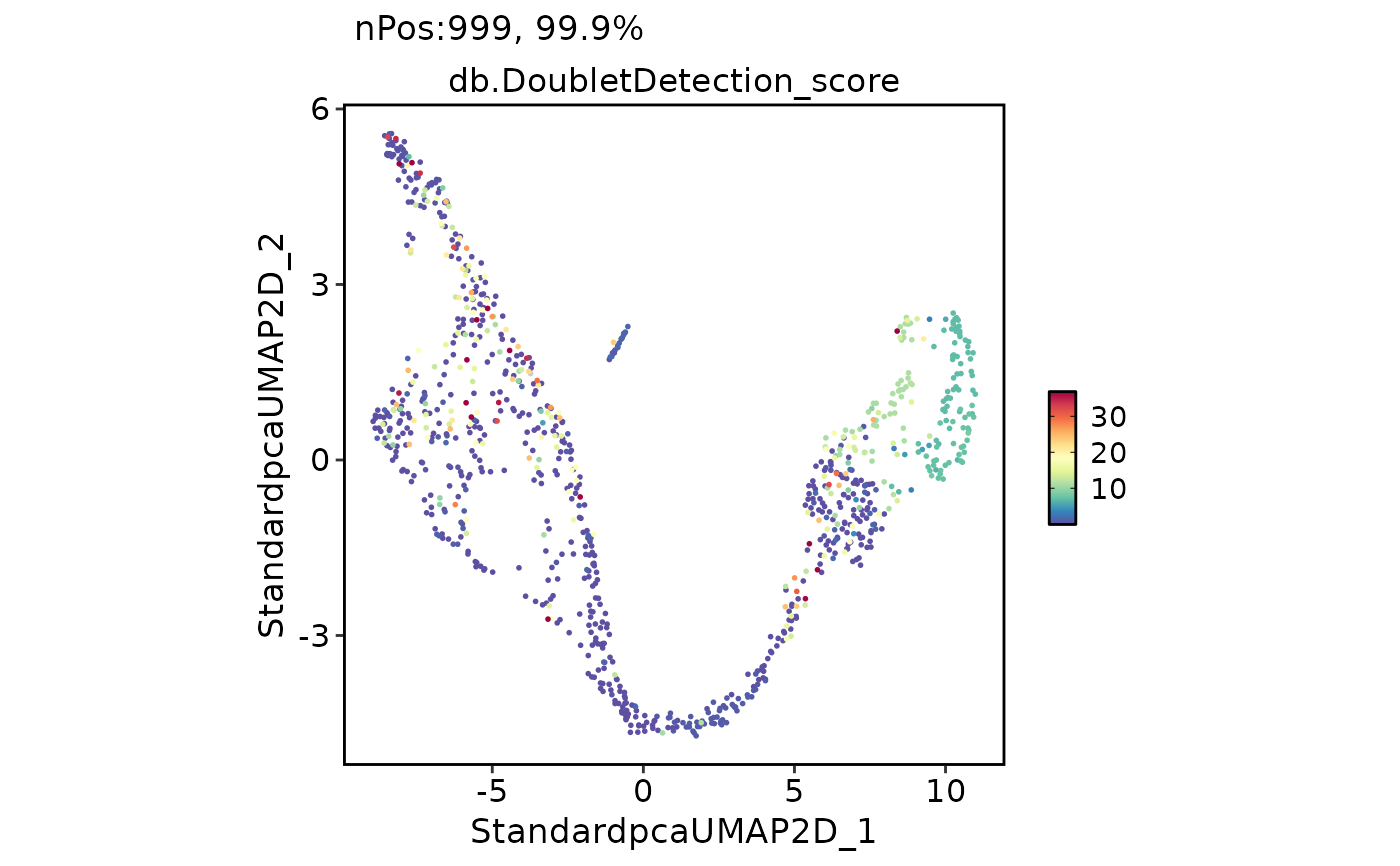 nPos:999, 99.9%
db.DoubletDetection_score
6
3
0
-3
StandardpcaUMAP2D_2
-5 0 5 10
StandardpcaUMAP2D_1
30
20
10